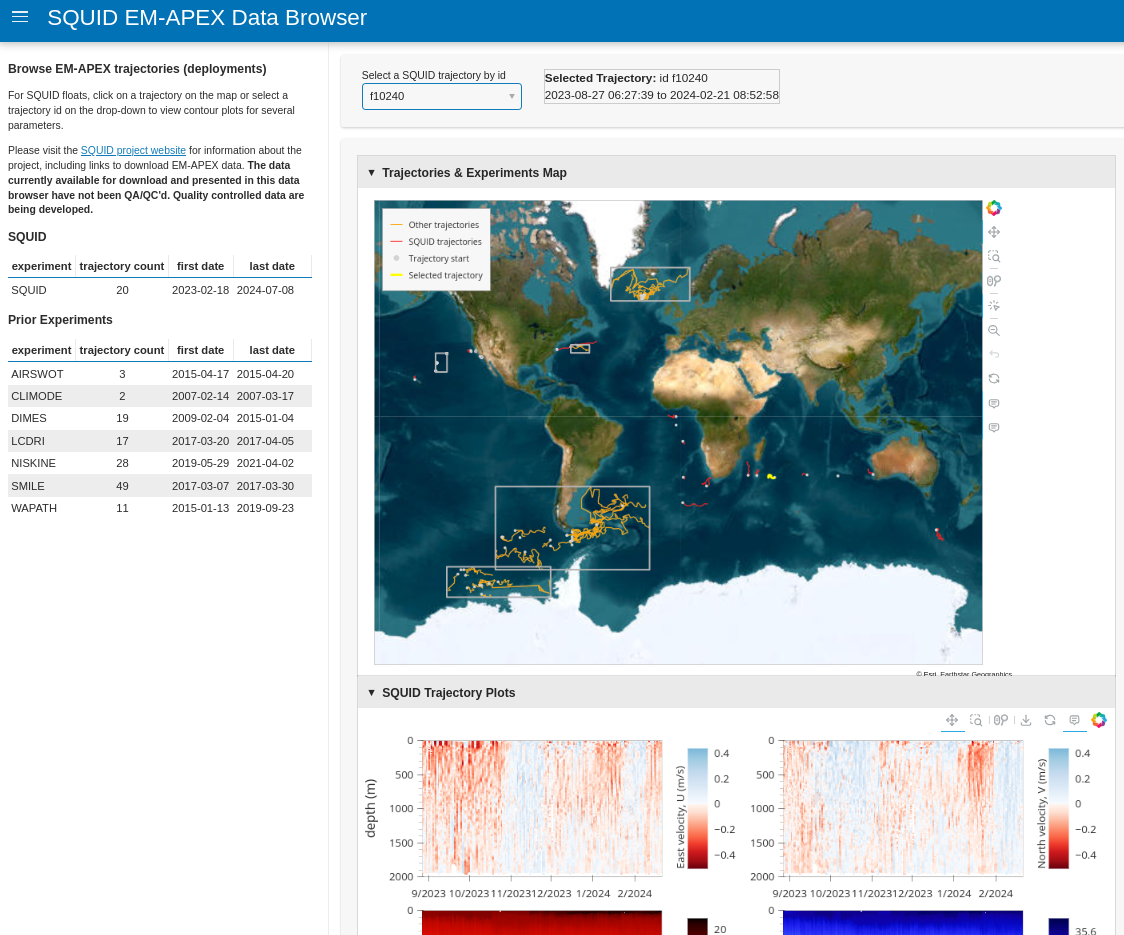 SQUID EM-APEX Data Browser
Browse EM-APEX trajectories (deployments)
For SQUID floats, click on a trajectory on the map or select a
trajectory id on the drop-down to view contour plots for several
parameters.
Please visit the SQUID project website for information about the
project, including links to download EM-APEX data. The data
currently available for download and presented in this data
browser have not been QA/QC'd. Quality controlled data are
being developed.
SQUID
experiment trajectory count first date last date
SQUID 20 2023-02-18 2024-07-08
Prior Experiments
experiment trajectory count first date last date
AIRSWOT 3 2015-04-17 2015-04-20
CLIMODE 2 2007-02-14 2007-03-17
DIMES 19 2009-02-04 2015-01-04
LCDRI 17 2017-03-20 2017-04-05
NISKINE 28 2019-05-29 2021-04-02
SMILE 49 2017-03-07 2017-03-30
WAPATH 11 2015-01-13 2019-09-23
Select a SQUID trajectory by id
f10240
Selected Trajectory: id f10240
2023-08-27 06:27:39 to 2024-02-21 08:52:58
▼ Trajectories & Experiments Map
Other trajectories
SQUID trajectories
Trajectory start
Selected trajectory
© Esri, Earthstar Geographics
▼ SQUID Trajectory Plots
depth (m)
0
500
1000
1500
2000
9/2023 10/2023 11/2023 12/2023 1/2024 2/2024
East velocity, U (m/s)
0.4
0.2
0
−0.2
−0.4
0
500
1000
1500
2000
9/2023 10/2023 11/2023 12/2023 1/2024 2/2024
North velocity, V (m/s)
0.4
0.2
0
−0.2
−0.4
0
20
0
35.6